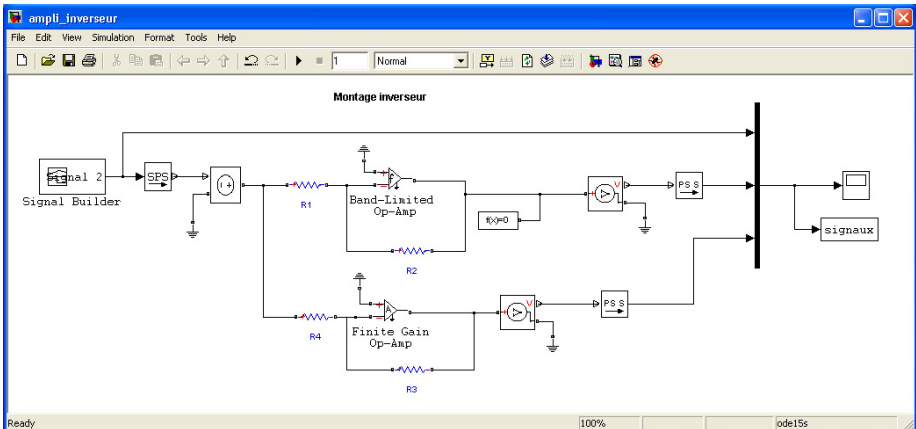 ampli_inverseur
File Edit View Simulation Format Tools Help
1 Normal
Montage inverseur
Signal 2
SPS
Signal Builder
R1
Band-Limited
Op-Amp
f(x)=0
V
PS S
R2
signaux
R4
Finite Gain
Op-Amp
A
V
PS S
R3
Ready 100% ode15s